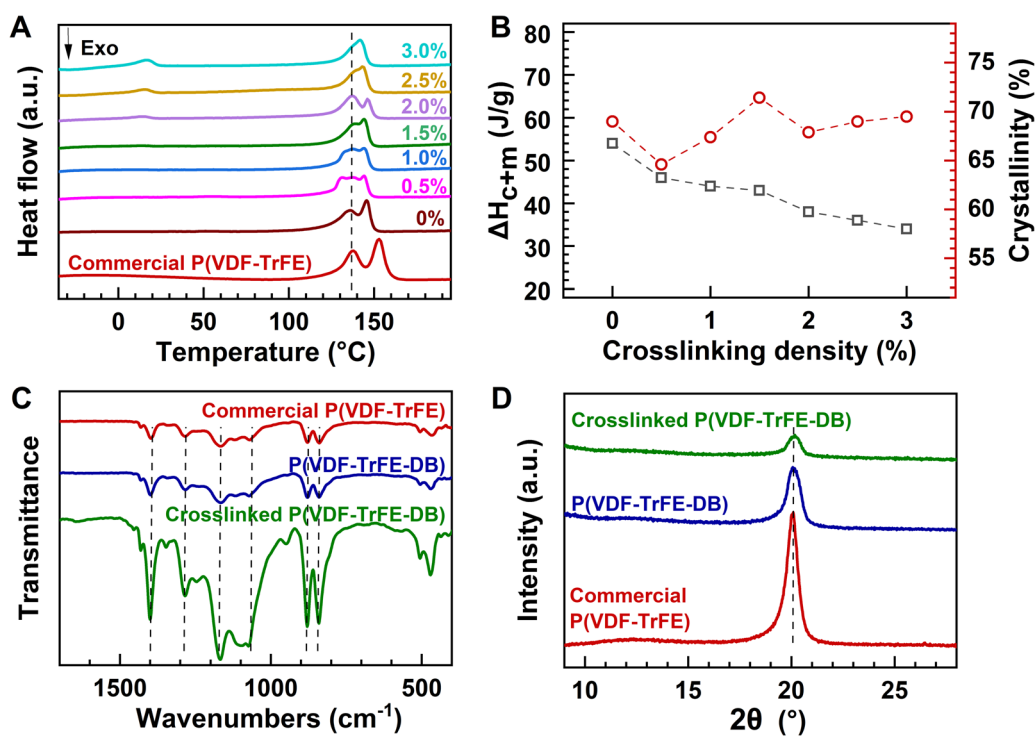 A
Exo
3.0%
2.5%
2.0%
1.5%
1.0%
0.5%
0%
Commercial P(VDF-TrFE)
Heat flow (a.u.)
0 50 100 150
Temperature (°C)
B
80
70
60
50
40
30
20
ΔHc+m (J/g)
75
70
65
60
55
Crystallinity (%)
0 1 2 3
Crosslinking density (%)
C
Commercial P(VDF-TrFE)
P(VDF-TrFE-DB)
Crosslinked P(VDF-TrFE-DB)
Transmittance
1500 1000 500
Wavenumbers (cm-1)
D
Crosslinked P(VDF-TrFE-DB)
P(VDF-TrFE-DB)
Commercial
P(VDF-TrFE)
Intensity (a.u.)
10 15 20 25
2θ (°)